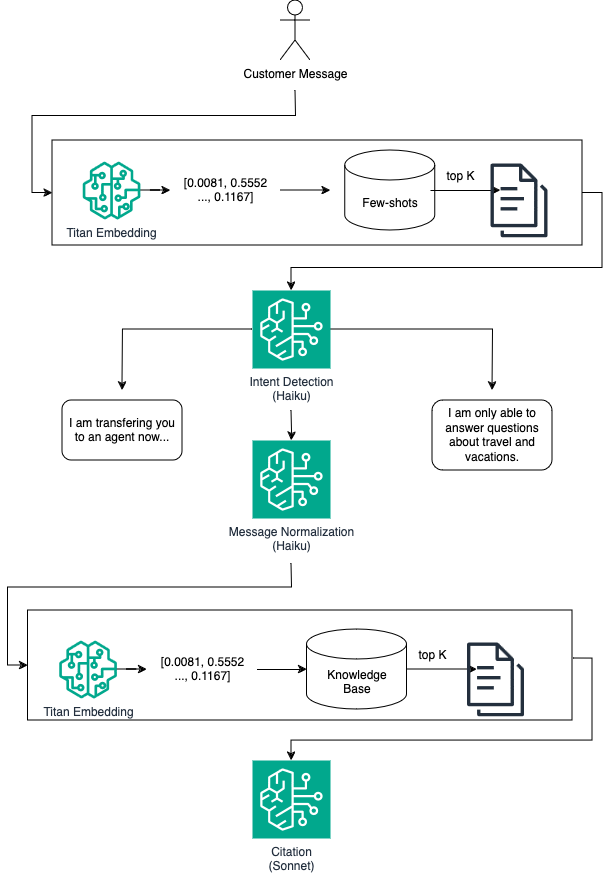 Customer Message
[0.0081, 0.5552
..., 0.1167]
top K
Few-shots
Titan Embedding
Intent Detection
(Haiku)
I am transfering you
to an agent now...
I am only able to
answer questions
about travel and
vacations.
Message Normalization
(Haiku)
[0.0081, 0.5552
..., 0.1167]
top K
Knowledge
Base
Titan Embedding
Citation
(Sonnet)